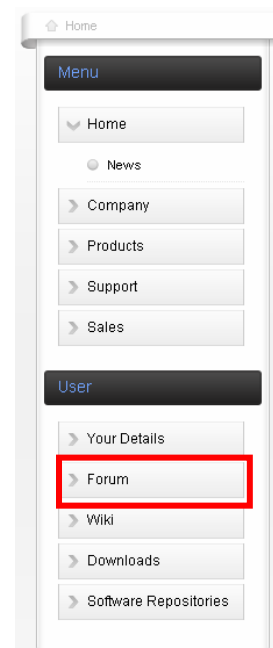 Home
Menu
Home
News
Company
Products
Support
Sales
User
Your Details
Forum
Wiki
Downloads
Software Repositories